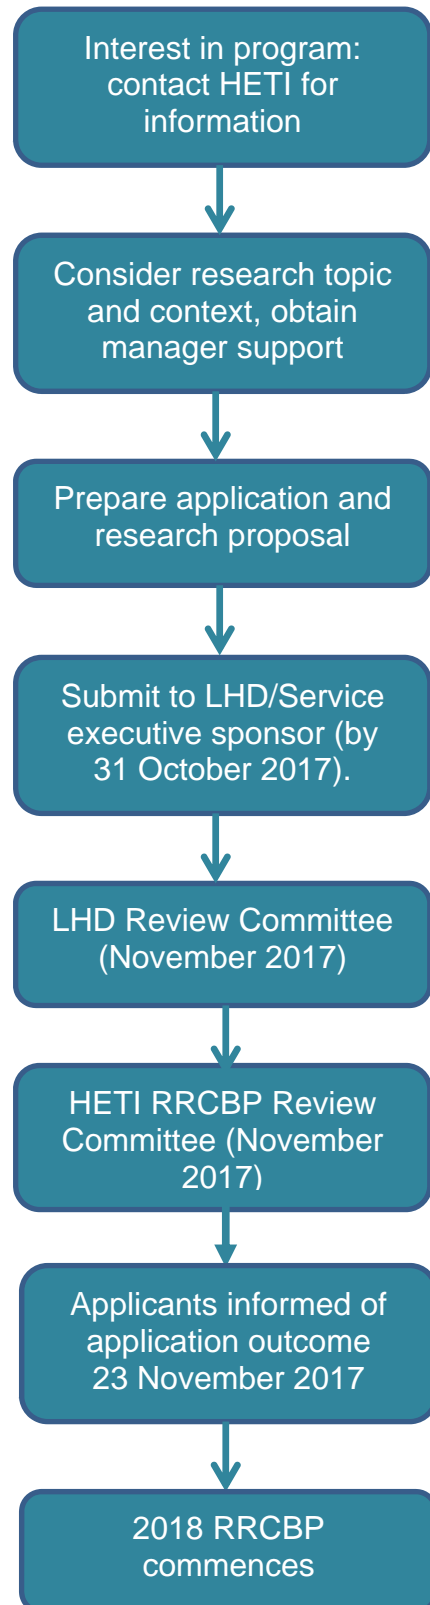 Interest in program:
contact HETI for
information
Consider research topic
and context, obtain
manager support
Prepare application and
research proposal
Submit to LHD/Service
executive sponsor (by
31 October 2017).
LHD Review Committee
(November 2017)
HETI RRCBP Review
Committee (November
2017)
Applicants informed of
application outcome
23 November 2017
2018 RRCBP
commences